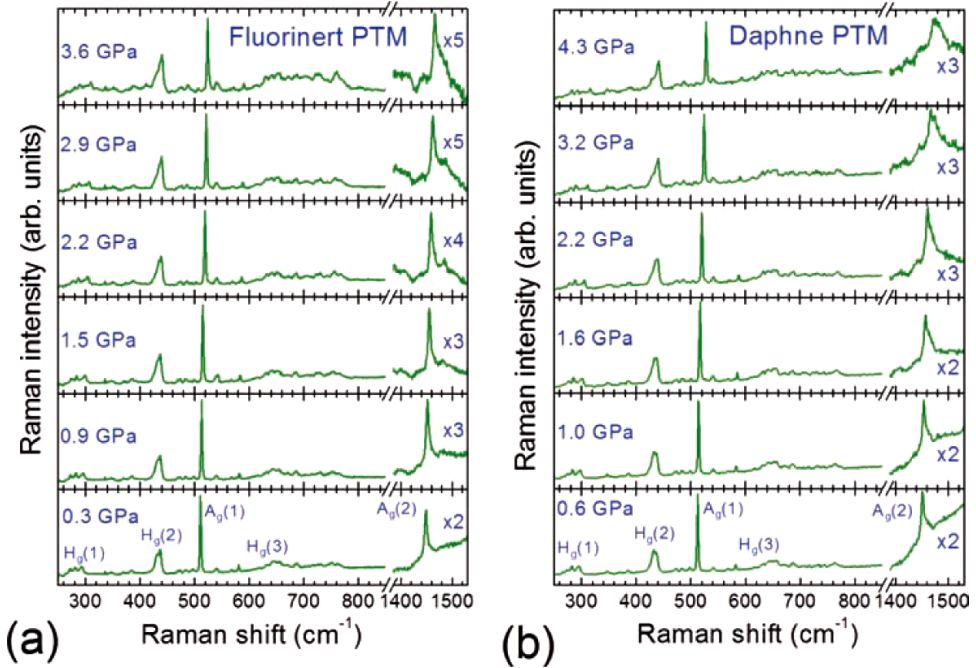 Raman intensity (arb. units)
Fluorinert PTM
3.6 GPa
x5
2.9 GPa
x5
2.2 GPa
x4
1.5 GPa
x3
0.9 GPa
x3
0.3 GPa
x2
Hg(1)
Hg(2)
Ag(1)
Hg(3)
Ag(2)
300 400 500 600 700 800 1400 1500
Raman shift (cm-1)
(a)
Raman intensity (arb. units)
Daphne PTM
4.3 GPa
x3
3.2 GPa
x3
2.2 GPa
x3
1.6 GPa
x2
1.0 GPa
x2
0.6 GPa
x2
Hg(1)
Hg(2)
Ag(1)
Hg(3)
Ag(2)
300 400 500 600 700 800 1400 1500
Raman shift (cm-1)
(b)